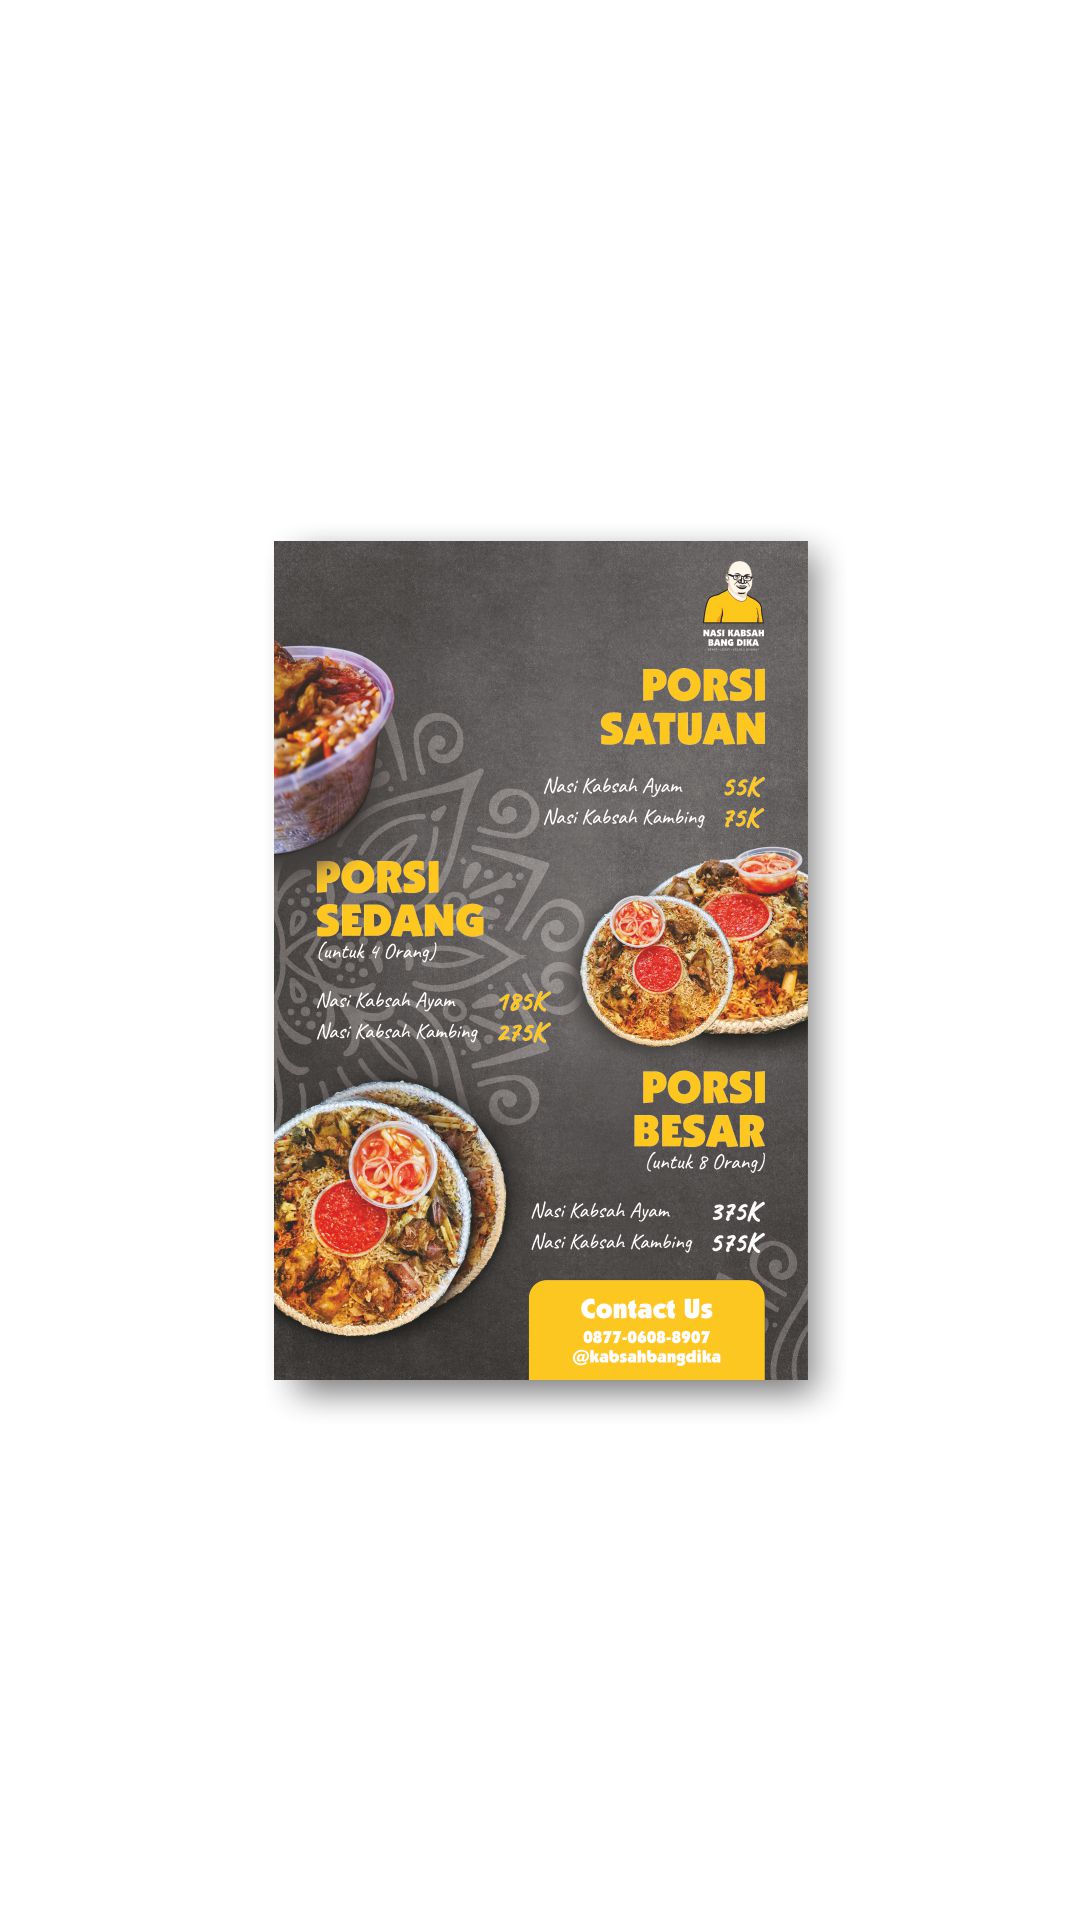 NASI KABSAH
BANG DIKA
PORSI
SATUAN
Nasi Kabsah Ayam 55K
Nasi Kabsah Kambing 75K
PORSI
SEDANG
(untuk 4 Orang)
Nasi Kabsah Ayam 185K
Nasi Kabsah Kambing 275K
PORSI
BESAR
(untuk 8 Orang)
Nasi Kabsah Ayam 375K
Nasi Kabsah Kambing 575K
Contact Us
0877-0608-8907
@kabsahbangdika